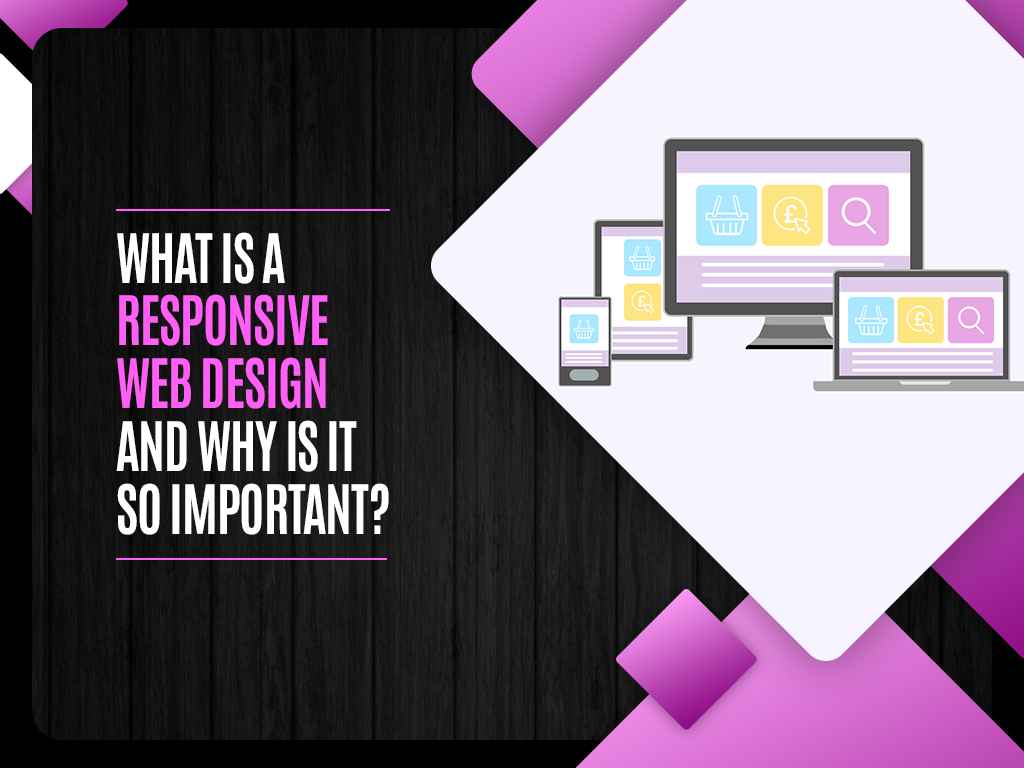 WHAT IS A
RESPONSIVE
WEB DESIGN
AND WHY IS IT
SO IMPORTANT?
£
£
£